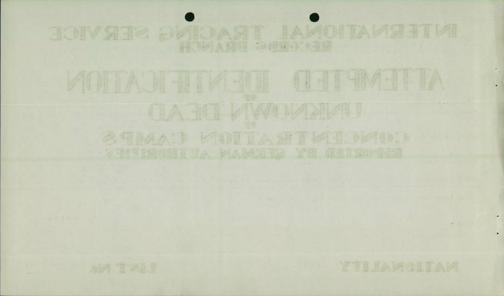 INTERNATIONAL TRACING SERVICE
RECORDS BRANCH
ATTEMPTED IDENTIFICATION
OF
UNKNOWN DEAD
IN
CONCENTRATION CAMPS
REPORTED BY GERMAN AUTHORITIES
NATIONALITY
LIST No.